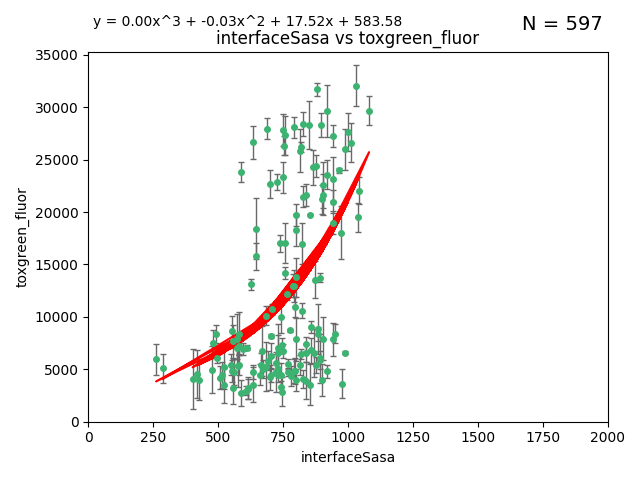 y = 0.00x^3 + -0.03x^2 + 17.52x + 583.58
N = 597
interfaceSasa vs toxgreen_fluor
35000
30000
25000
20000
15000
10000
5000
0
toxgreen_fluor
0 250 500 750 1000 1250 1500 1750 2000
interfaceSasa